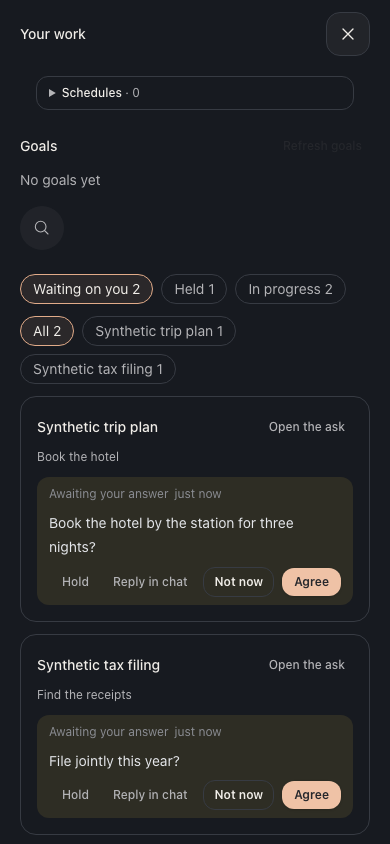 Your work
Schedules · 0
Goals
Refresh goals
No goals yet
Waiting on you 2
Held 1
In progress 2
All 2
Synthetic trip plan 1
Synthetic tax filing 1
Synthetic trip plan
Open the ask
Book the hotel
Awaiting your answer just now
Book the hotel by the station for three
nights?
Hold
Reply in chat
Not now
Agree
Synthetic tax filing
Open the ask
Find the receipts
Awaiting your answer just now
File jointly this year?
Hold
Reply in chat
Not now
Agree